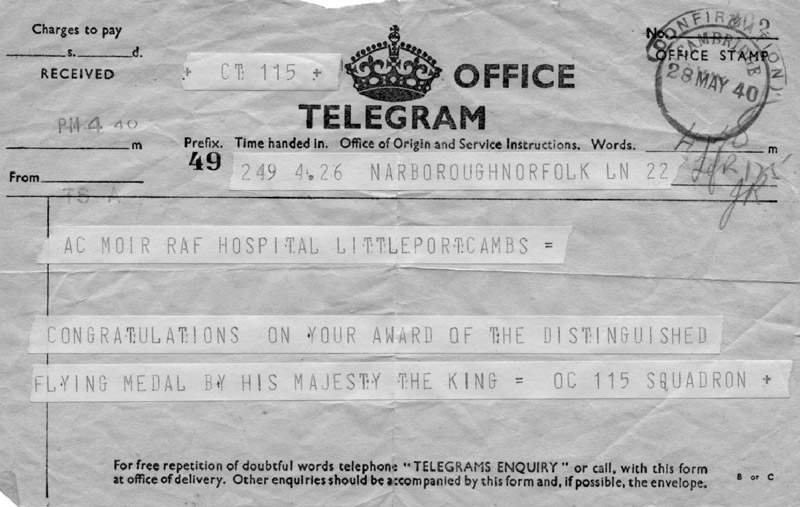 Charges to pay
s. d.
RECEIVED
+ CT 115 +
OFFICE
TELEGRAM
No.
OFFICE STAMP
CONFIRMATION
CAMBRIDGE
28 MAY 40
PM 4 40
m
From
TS A
Prefix. Time handed in. Office of Origin and Service Instructions. Words.
49
m
249 4.26 NARBOROUGHNORFOLK LN 22
AC MOIR RAF HOSPITAL LITTLEPORTCAMBS =
CONGRATULATIONS ON YOUR AWARD OF THE DISTINGUISHED
FLYING MEDAL BY HIS MAJESTY THE KING = OC 115 SQUADRON +
For free repetition of doubtful words telephone "TELEGRAMS ENQUIRY" or call, with this form
at office of delivery. Other enquiries should be accompanied by this form and, if possible, the envelope.
B or C